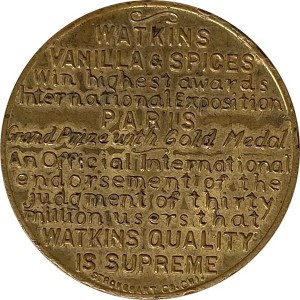 WATKINS
VANILLA & SPICES
Win highest awards
International Exposition
PARIS
Grand Prize with Gold Medal
An Official International
endorsement of the
judgment of thirty
million users that
WATKINS QUALITY
IS SUPREME